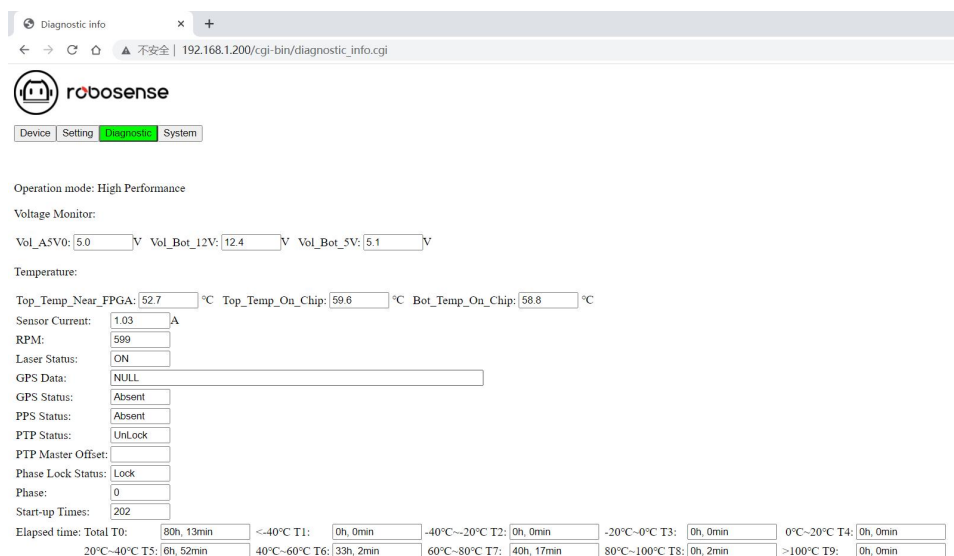 Diagnostic info
不安全 | 192.168.1.200/cgi-bin/diagnostic_info.cgi
robosense
Device Setting Diagnostic System
Operation mode: High Performance
Voltage Monitor:
Vol_A5V0: 5.0 V Vol_Bot_12V: 12.4 V Vol_Bot_5V: 5.1 V
Temperature:
Top_Temp_Near_FPGA: 52.7 °C Top_Temp_On_Chip: 59.6 °C Bot_Temp_On_Chip: 58.8 °C
Sensor Current: 1.03 A
RPM: 599
Laser Status: ON
GPS Data: NULL
GPS Status: Absent
PPS Status: Absent
PTP Status: UnLock
PTP Master Offset:
Phase Lock Status: Lock
Phase: 0
Start-up Times: 202
Elapsed time: Total T0: 80h, 13min <-40°C T1: 0h, 0min -40°C~-20°C T2: 0h, 0min -20°C~0°C T3: 0h, 0min 0°C~20°C T4: 0h, 0min
20°C~40°C T5: 6h, 52min 40°C~60°C T6: 33h, 2min 60°C~80°C T7: 40h, 17min 80°C~100°C T8: 0h, 2min >100°C T9: 0h, 0min